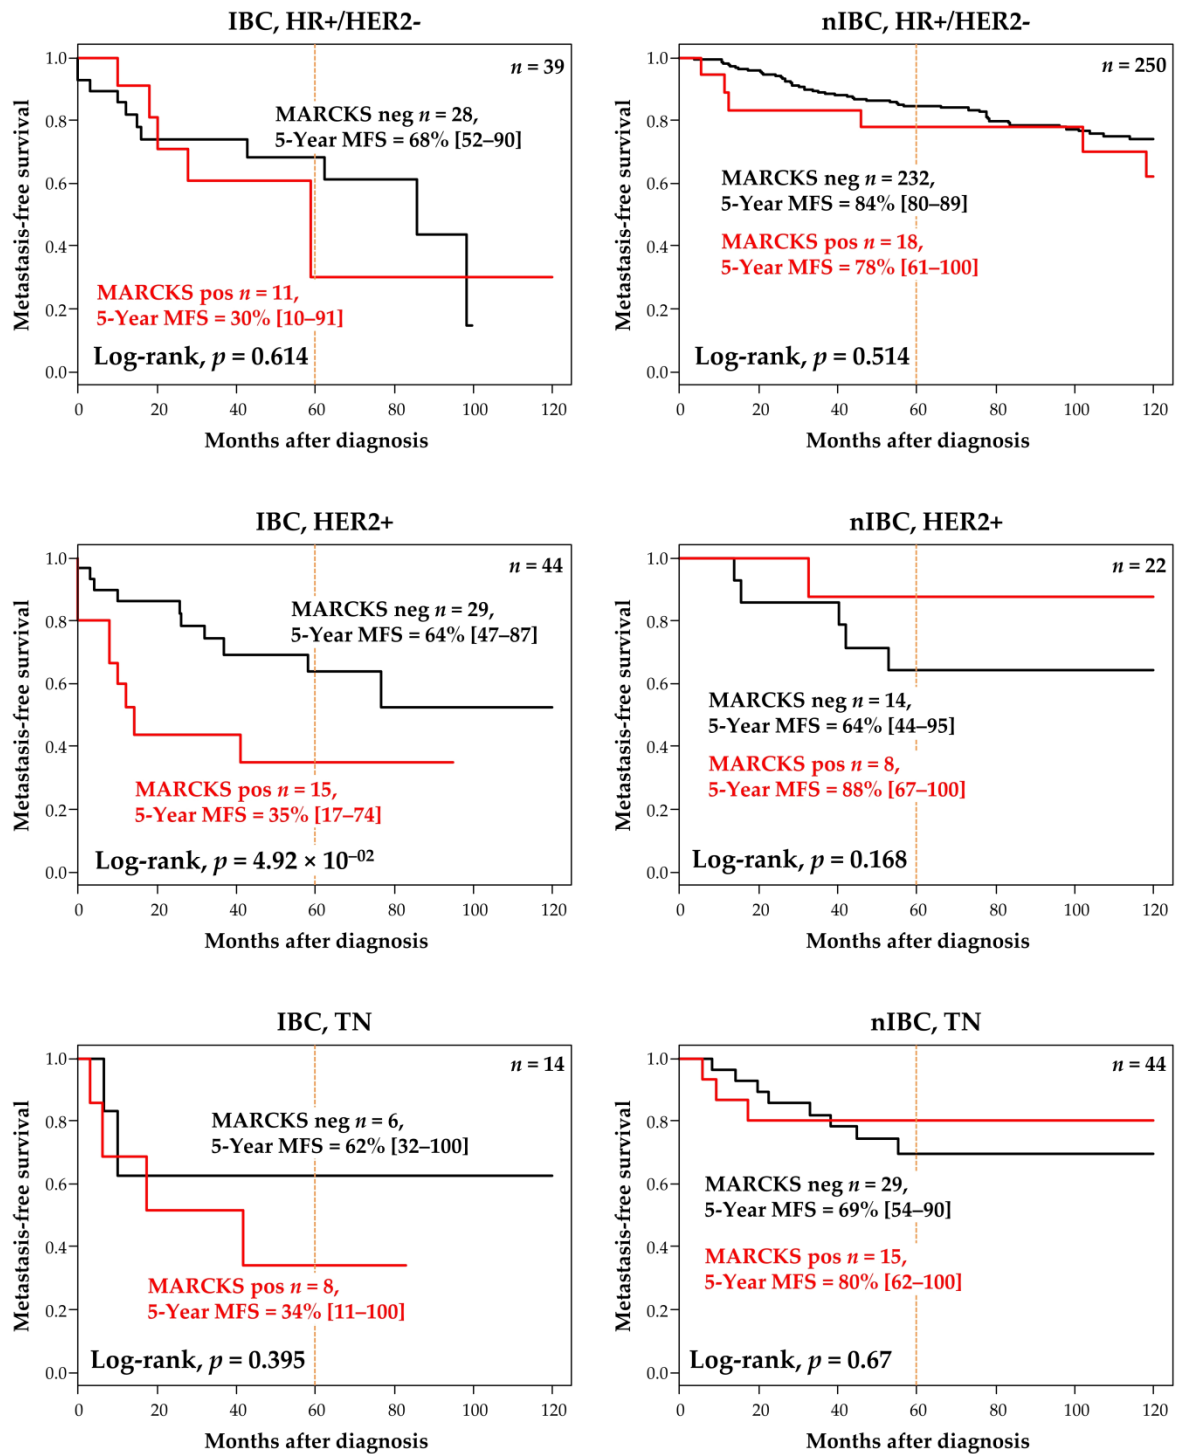 IBC, HR+/HER2-
Metastasis-free survival
1.0
0.8
0.6
0.4
0.2
0.0
n = 39
MARCKS neg n = 28,
5-Year MFS = 68% [52–90]
MARCKS pos n = 11,
5-Year MFS = 30% [10–91]
Log-rank, p = 0.614
0 20 40 60 80 100 120
Months after diagnosis
nIBC, HR+/HER2-
Metastasis-free survival
1.0
0.8
0.6
0.4
0.2
0.0
n = 250
MARCKS neg n = 232,
5-Year MFS = 84% [80–89]
MARCKS pos n = 18,
5-Year MFS = 78% [61–100]
Log-rank, p = 0.514
0 20 40 60 80 100 120
Months after diagnosis
IBC, HER2+
Metastasis-free survival
1.0
0.8
0.6
0.4
0.2
0.0
n = 44
MARCKS neg n = 29,
5-Year MFS = 64% [47–87]
MARCKS pos n = 15,
5-Year MFS = 35% [17–74]
Log-rank, p = 4.92 × 10⁻⁰²
0 20 40 60 80 100 120
Months after diagnosis
nIBC, HER2+
Metastasis-free survival
1.0
0.8
0.6
0.4
0.2
0.0
n = 22
MARCKS neg n = 14,
5-Year MFS = 64% [44–95]
MARCKS pos n = 8,
5-Year MFS = 88% [67–100]
Log-rank, p = 0.168
0 20 40 60 80 100 120
Months after diagnosis
IBC, TN
Metastasis-free survival
1.0
0.8
0.6
0.4
0.2
0.0
n = 14
MARCKS neg n = 6,
5-Year MFS = 62% [32–100]
MARCKS pos n = 8,
5-Year MFS = 34% [11–100]
Log-rank, p = 0.395
0 20 40 60 80 100 120
Months after diagnosis
nIBC, TN
Metastasis-free survival
1.0
0.8
0.6
0.4
0.2
0.0
n = 44
MARCKS neg n = 29,
5-Year MFS = 69% [54–90]
MARCKS pos n = 15,
5-Year MFS = 80% [62–100]
Log-rank, p = 0.67
0 20 40 60 80 100 120
Months after diagnosis